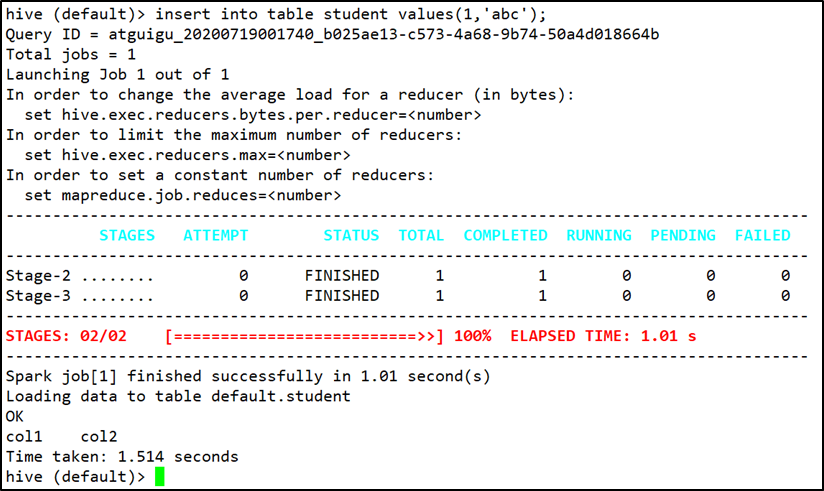 hive (default)> insert into table student values(1,'abc');
Query ID = atguigu_20200719001740_b025ae13-c573-4a68-9b74-50a4d018664b
Total jobs = 1
Launching Job 1 out of 1
In order to change the average load for a reducer (in bytes):
  set hive.exec.reducers.bytes.per.reducer=<number>
In order to limit the maximum number of reducers:
  set hive.exec.reducers.max=<number>
In order to set a constant number of reducers:
  set mapreduce.job.reduces=<number>
--------------------------------------------------------------------------------------
          STAGES   ATTEMPT        STATUS  TOTAL  COMPLETED  RUNNING  PENDING  FAILED
--------------------------------------------------------------------------------------
Stage-2 ........         0      FINISHED      1          1        0        0       0
Stage-3 ........         0      FINISHED      1          1        0        0       0
--------------------------------------------------------------------------------------
STAGES: 02/02    [==========================>>] 100%  ELAPSED TIME: 1.01 s
--------------------------------------------------------------------------------------
Spark job[1] finished successfully in 1.01 second(s)
Loading data to table default.student
OK
col1    col2
Time taken: 1.514 seconds
hive (default)>